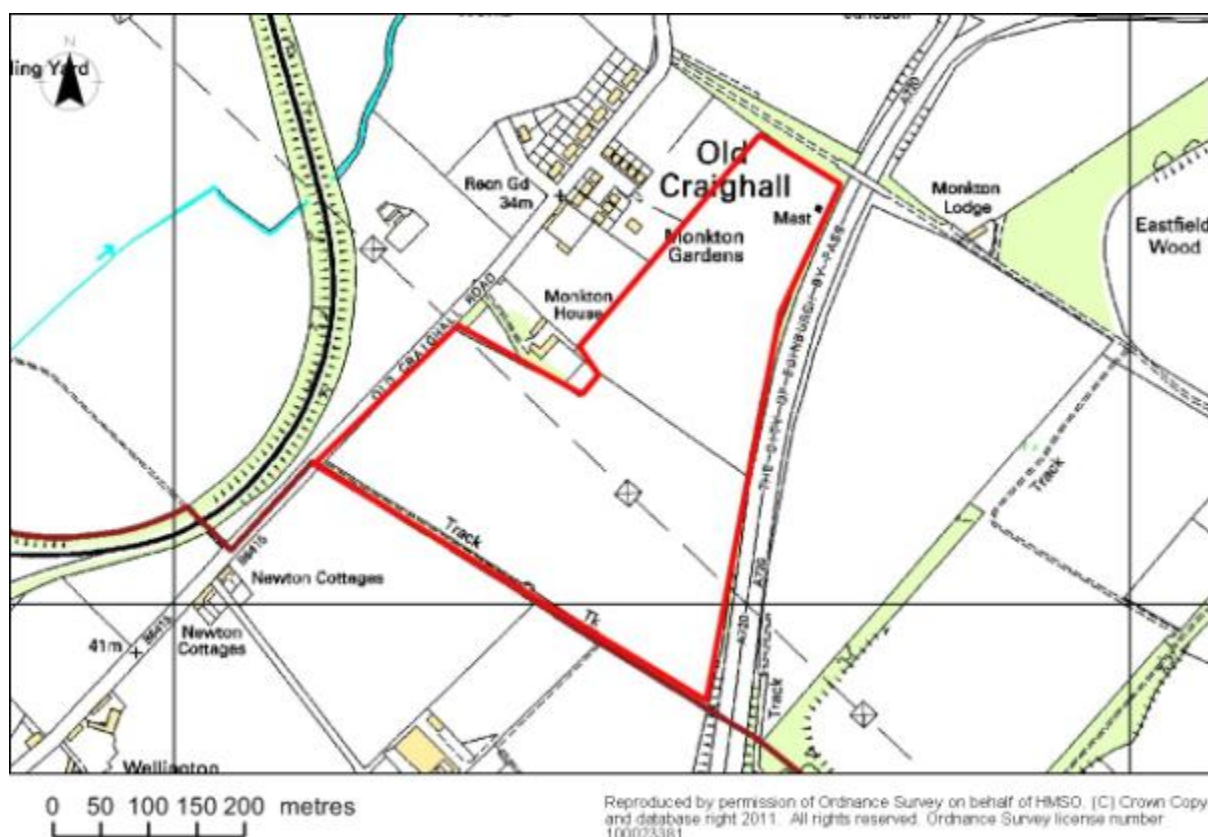 N
ling Yard
Old
Craighall
Recn Gd
34m
Mast
Monkton
Gardens
Monkton
Lodge
Eastfield
Wood
Monkton
House
OLD CRAIGHALL ROAD
THE CITY OF EDINBURGH BY PASS
A720
Track
Track
B6415
Newton Cottages
Tk
A720
A720
Newton
Cottages
41m
B6415
Track
Wellington
0 50 100 150 200 metres
Reproduced by permission of Ordnance Survey on behalf of HMSO. (C) Crown Copy
and database right 2011. All rights reserved. Ordnance Survey license number
100023381